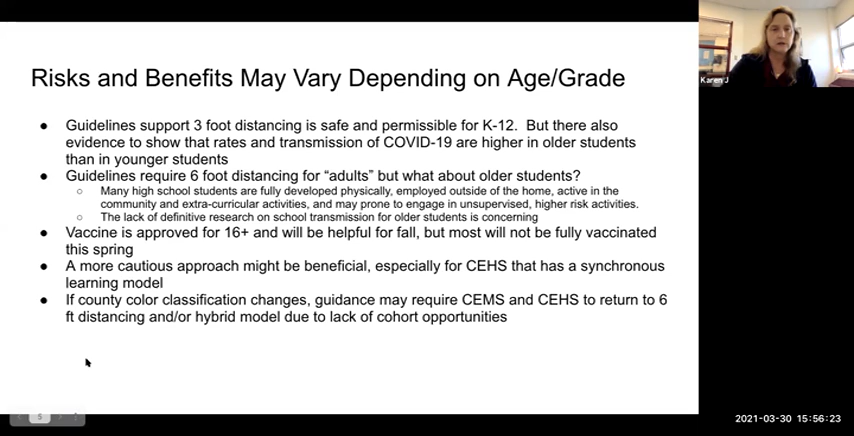 Risks and Benefits May Vary Depending on Age/Grade
● Guidelines support 3 foot distancing is safe and permissible for K-12. But there also
evidence to show that rates and transmission of COVID-19 are higher in older students
than in younger students
● Guidelines require 6 foot distancing for “adults” but what about older students?
○ Many high school students are fully developed physically, employed outside of the home, active in the
community and extra-curricular activities, and may prone to engage in unsupervised, higher risk activities.
○ The lack of definitive research on school transmission for older students is concerning
● Vaccine is approved for 16+ and will be helpful for fall, but most will not be fully vaccinated
this spring
● A more cautious approach might be beneficial, especially for CEHS that has a synchronous
learning model
● If county color classification changes, guidance may require CEMS and CEHS to return to 6
ft distancing and/or hybrid model due to lack of cohort opportunities
Karen J
5
2021-03-30 15:56:23